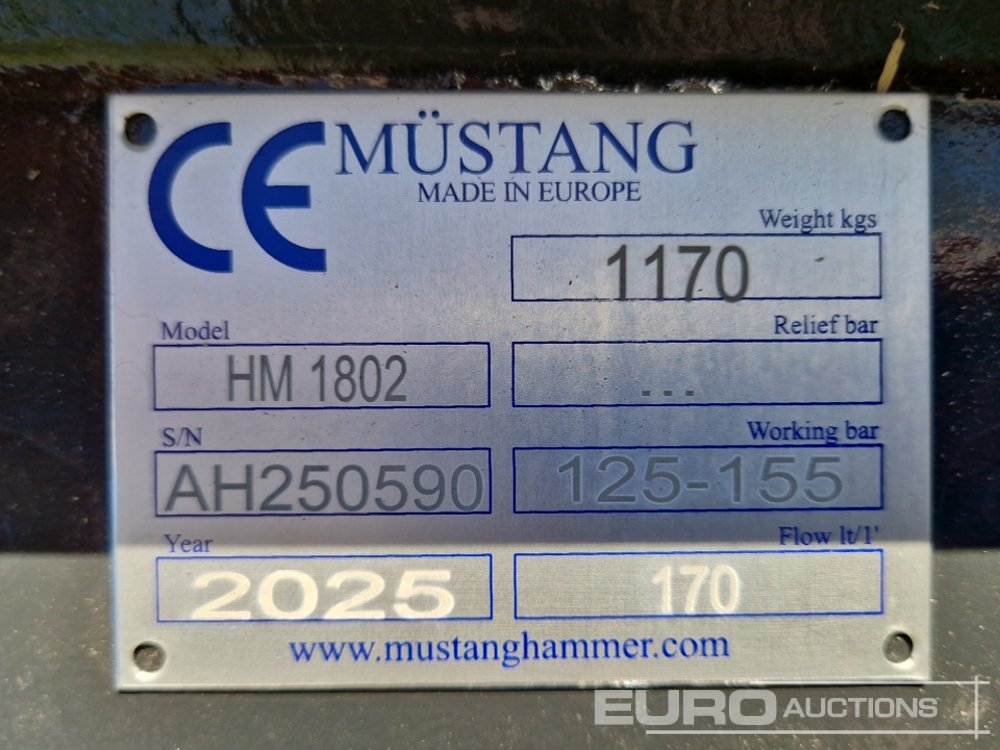 CE MÜSTANG
MADE IN EUROPE
Weight kgs
1170
Model
HM 1802
Relief bar
...
S/N
AH250590
Working bar
125-155
Year
2025
Flow lt/1'
170
www.mustanghammer.com
EURO AUCTIONS